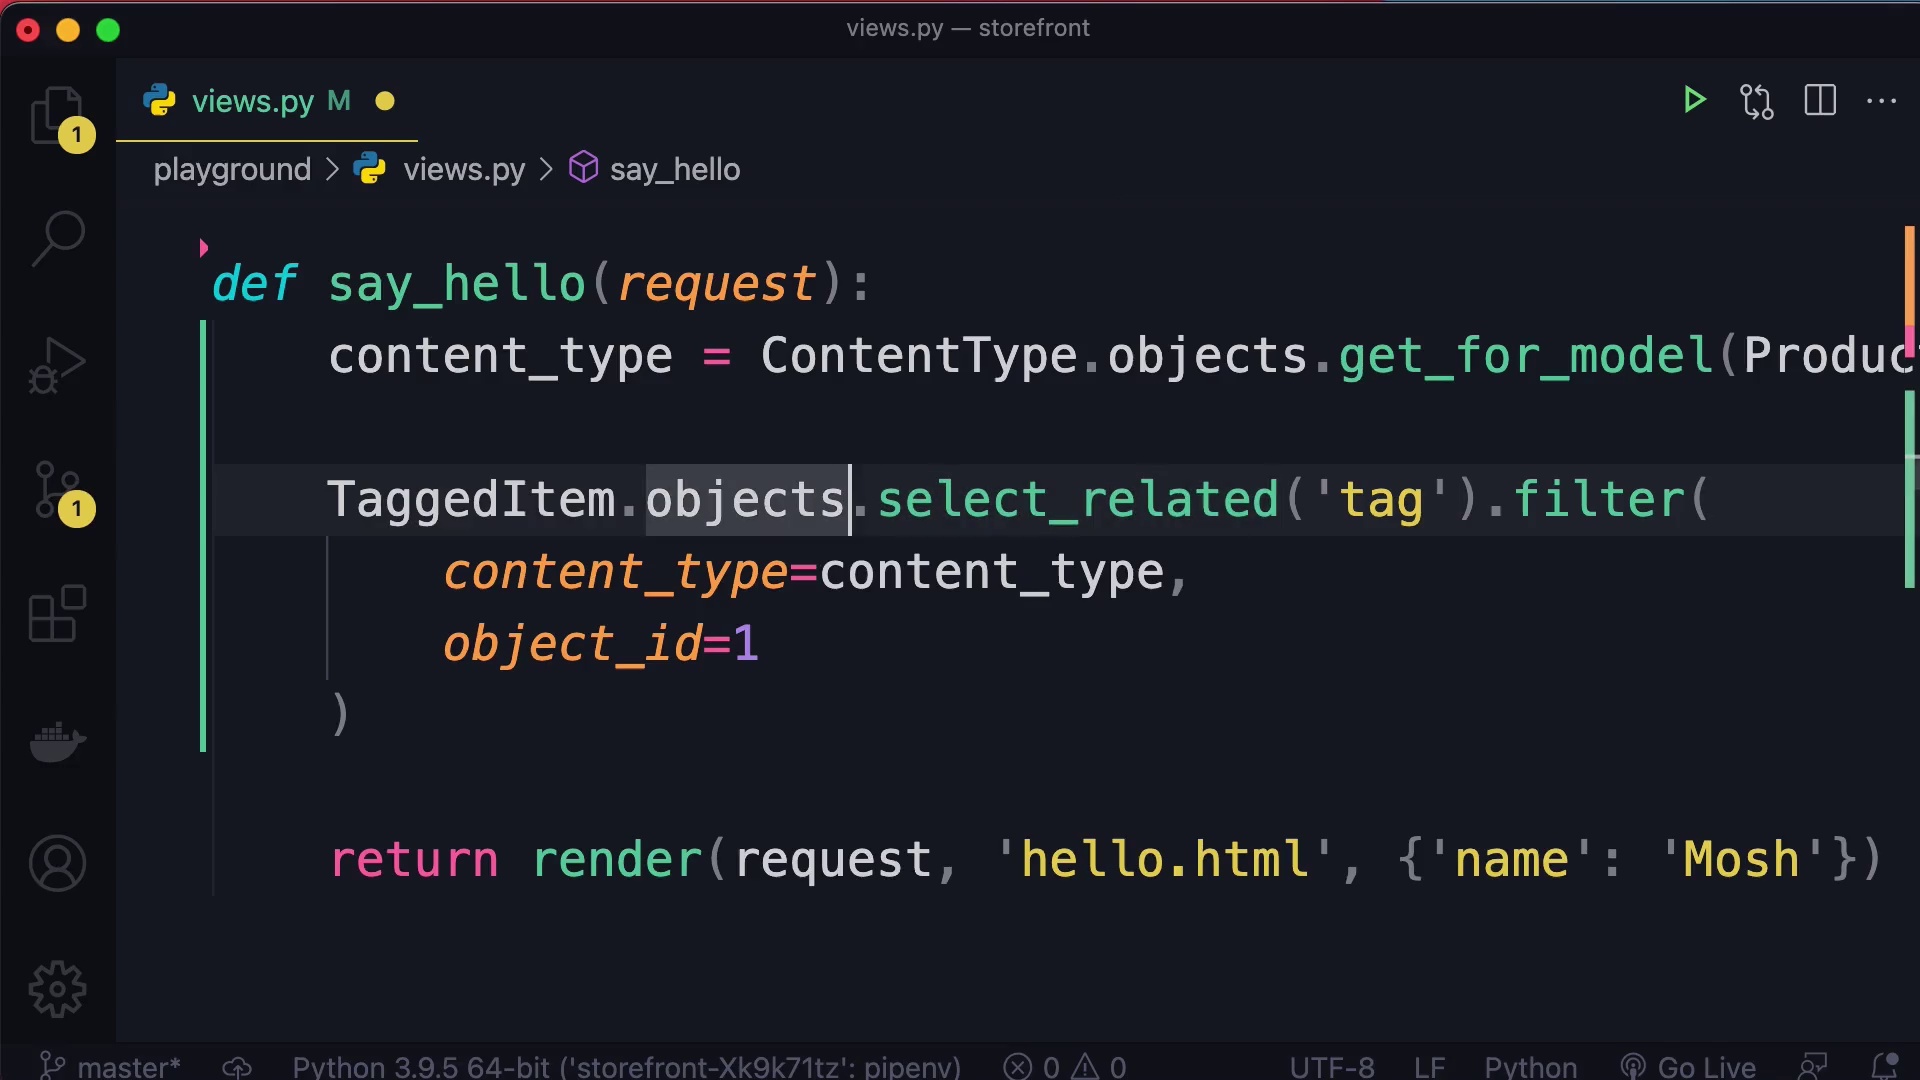 views.py — storefront
views.py M
1
playground > views.py > say_hello
def say_hello(request):
content_type = ContentType.objects.get_for_model(Produc
TaggedItem.objects.select_related('tag').filter(
1
content_type=content_type,
object_id=1
)
return render(request, 'hello.html', {'name': 'Mosh'})
master* Python 3.9.5 64-bit ('storefront-Xk9k71tz': pipenv) 0 0 UTF-8 LF Python Go Live